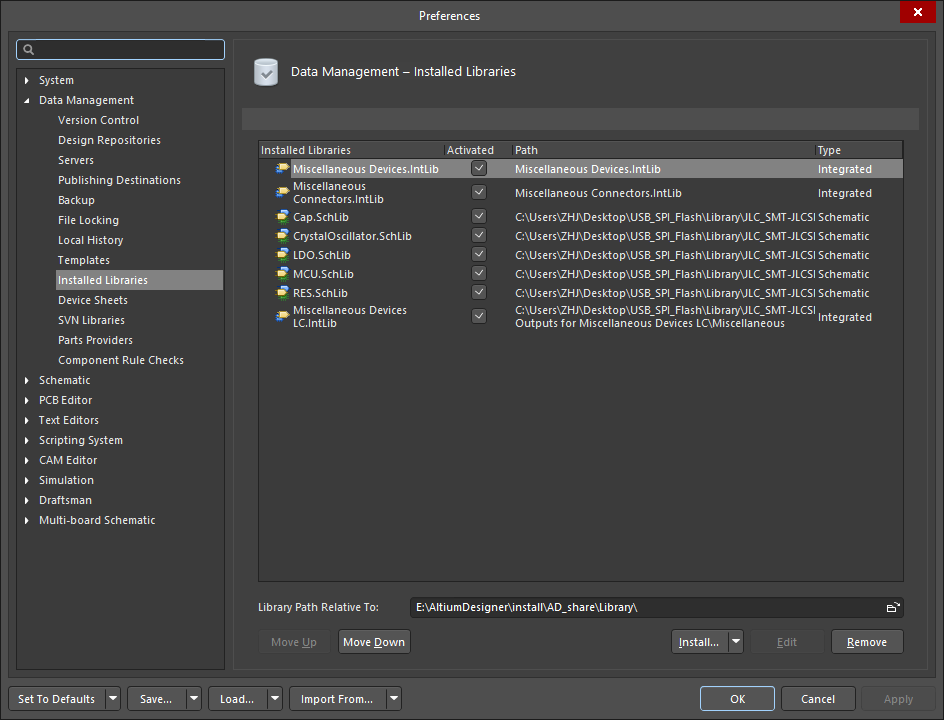 Preferences
Data Management – Installed Libraries
System
Data Management
Version Control
Design Repositories
Servers
Publishing Destinations
Backup
File Locking
Local History
Templates
Installed Libraries
Device Sheets
SVN Libraries
Parts Providers
Component Rule Checks
Schematic
PCB Editor
Text Editors
Scripting System
CAM Editor
Simulation
Draftsman
Multi-board Schematic
Installed Libraries Activated Path Type
Miscellaneous Devices.IntLib Miscellaneous Devices.IntLib Integrated
Miscellaneous
Connectors.IntLib Miscellaneous Connectors.IntLib Integrated
Cap.SchLib C:\Users\ZHJ\Desktop\USB_SPI_Flash\Library\JLC_SMT-JLCSI Schematic
CrystalOscillator.SchLib C:\Users\ZHJ\Desktop\USB_SPI_Flash\Library\JLC_SMT-JLCSI Schematic
LDO.SchLib C:\Users\ZHJ\Desktop\USB_SPI_Flash\Library\JLC_SMT-JLCSI Schematic
MCU.SchLib C:\Users\ZHJ\Desktop\USB_SPI_Flash\Library\JLC_SMT-JLCSI Schematic
RES.SchLib C:\Users\ZHJ\Desktop\USB_SPI_Flash\Library\JLC_SMT-JLCSI Schematic
Miscellaneous Devices C:\Users\ZHJ\Desktop\USB_SPI_Flash\Library\JLC_SMT-JLCSI
LC.IntLib Outputs for Miscellaneous Devices LC\Miscellaneous Integrated
Library Path Relative To: E:\AltiumDesigner\install\AD_share\Library\
Move Up Move Down Install... Edit Remove
Set To Defaults Save... Load... Import From... OK Cancel Apply